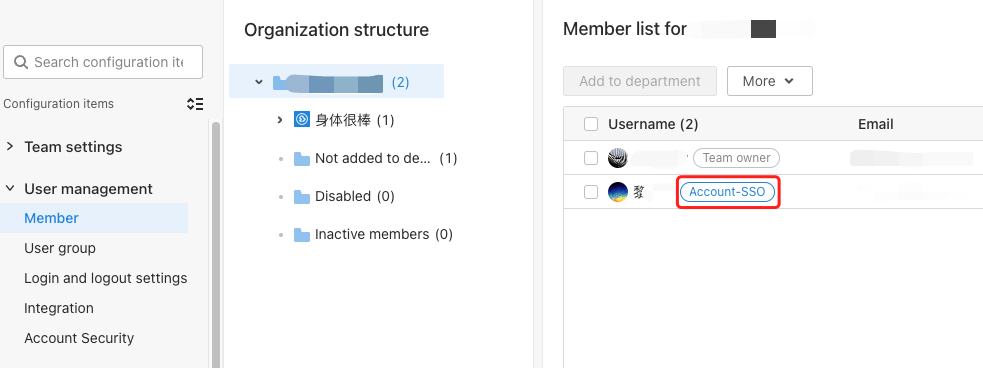 Search configuration ite
Configuration items
Team settings
User management
Member
User group
Login and logout settings
Integration
Account Security
Organization structure
(2)
身体很棒 (1)
Not added to de... (1)
Disabled (0)
Inactive members (0)
Member list for
Add to department
More
Username (2) Email
Team owner
Account-SSO